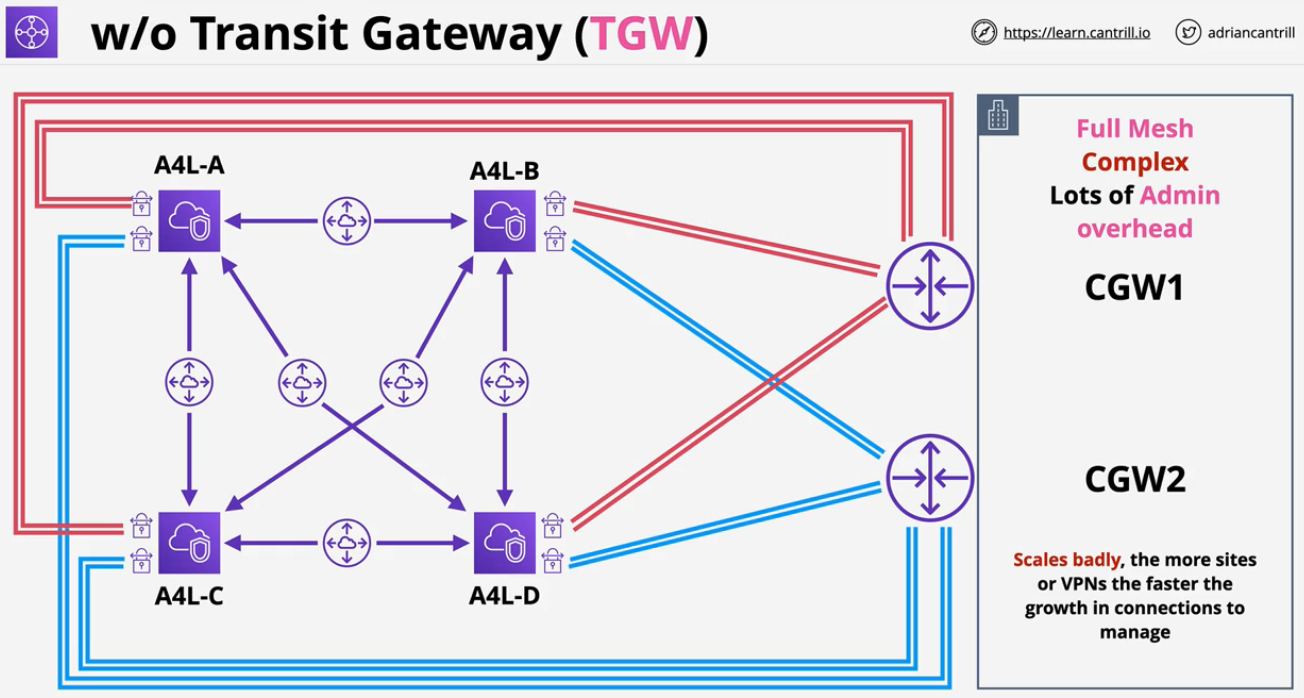 w/o Transit Gateway (TGW)
https://learn.cantrill.io
adriancantrill
A4L-A
A4L-B
A4L-C
A4L-D
Full Mesh
Complex
Lots of Admin
overhead
CGW1
CGW2
Scales badly, the more sites
or VPNs the faster the
growth in connections to
manage